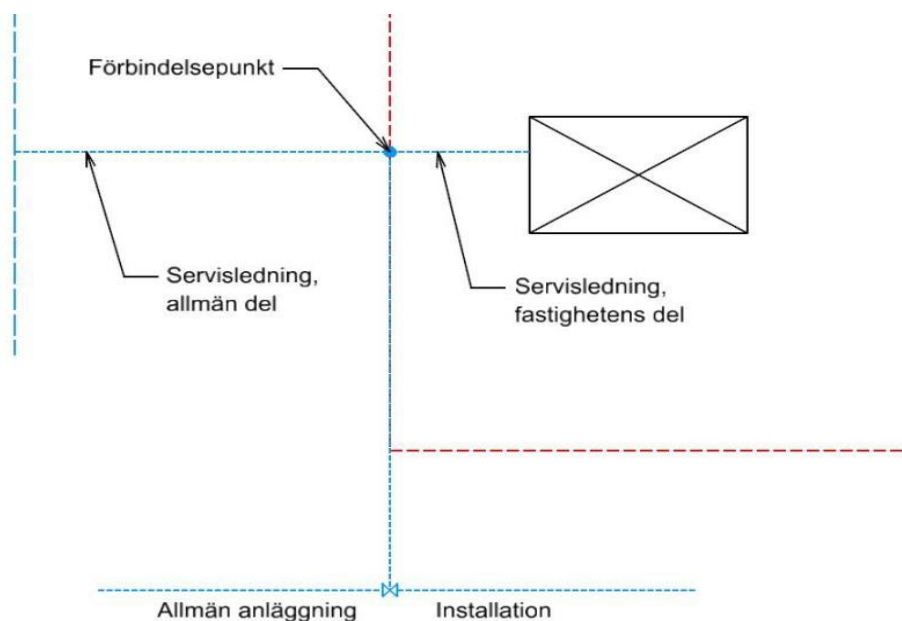 Förbindelsepunkt
Servisledning,
allmän del
Servisledning,
fastighetens del
Allmän anläggning
Installation